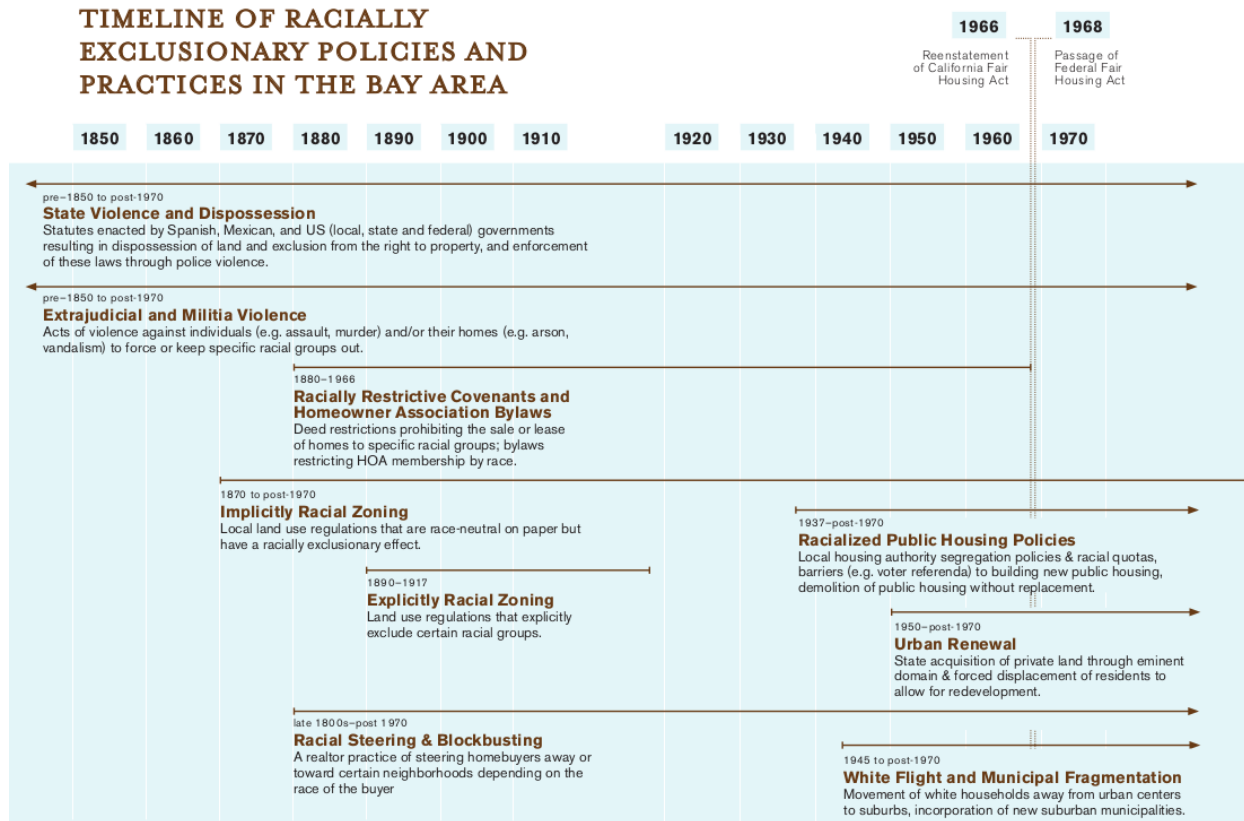 TIMELINE OF RACIALLY
EXCLUSIONARY POLICIES AND
PRACTICES IN THE BAY AREA
1966
Reenstatement
of California Fair
Housing Act
1968
Passage of
Federal Fair
Housing Act
1850 1860 1870 1880 1890 1900 1910 1920 1930 1940 1950 1960 1970
pre–1850 to post-1970
State Violence and Dispossession
Statutes enacted by Spanish, Mexican, and US (local, state and federal) governments
resulting in dispossession of land and exclusion from the right to property, and enforcement
of these laws through police violence.
pre–1850 to post-1970
Extrajudicial and Militia Violence
Acts of violence against individuals (e.g. assault, murder) and/or their homes (e.g. arson,
vandalism) to force or keep specific racial groups out.
1880–1966
Racially Restrictive Covenants and
Homeowner Association Bylaws
Deed restrictions prohibiting the sale or lease
of homes to specific racial groups; bylaws
restricting HOA membership by race.
1870 to post-1970
Implicitly Racial Zoning
Local land use regulations that are race-neutral on paper but
have a racially exclusionary effect.
1937–post-1970
Racialized Public Housing Policies
Local housing authority segregation policies & racial quotas,
barriers (e.g. voter referenda) to building new public housing,
demolition of public housing without replacement.
1890–1917
Explicitly Racial Zoning
Land use regulations that explicitly
exclude certain racial groups.
1950–post-1970
Urban Renewal
State acquisition of private land through eminent
domain & forced displacement of residents to
allow for redevelopment.
late 1800s–post 1970
Racial Steering & Blockbusting
A realtor practice of steering homebuyers away or
toward certain neighborhoods depending on the
race of the buyer
1945 to post-1970
White Flight and Municipal Fragmentation
Movement of white households away from urban centers
to suburbs, incorporation of new suburban municipalities.